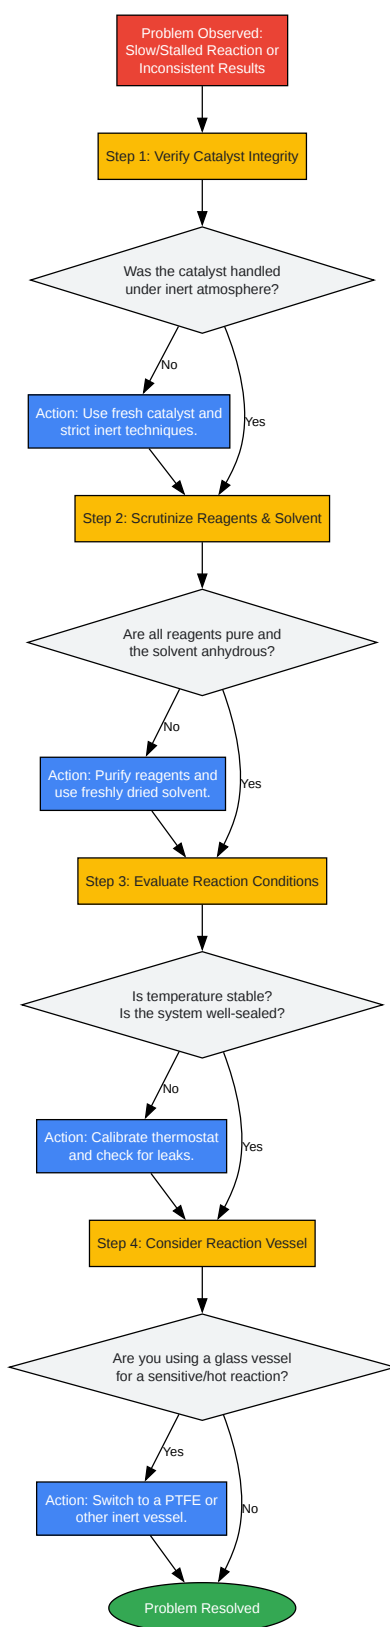 Problem Observed:
Slow/Stalled Reaction or
Inconsistent Results
Step 1: Verify Catalyst Integrity
Was the catalyst handled
under inert atmosphere?
No
Action: Use fresh catalyst and
strict inert techniques.
Yes
Step 2: Scrutinize Reagents & Solvent
Are all reagents pure and
the solvent anhydrous?
No
Action: Purify reagents and
use freshly dried solvent.
Yes
Step 3: Evaluate Reaction Conditions
Is temperature stable?
Is the system well-sealed?
No
Action: Calibrate thermostat
and check for leaks.
Yes
Step 4: Consider Reaction Vessel
Are you using a glass vessel
for a sensitive/hot reaction?
Yes
Action: Switch to a PTFE or
other inert vessel.
No
Problem Resolved